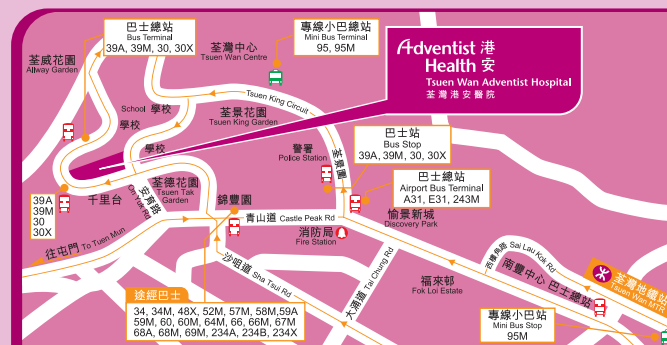 巴士總站
Bus Terminal
39A, 39M, 30, 30X
專線小巴總站
Mini Bus Terminal
95, 95M
Adventist 港
Health 安
Tsuen Wan Adventist Hospital
荃灣港安醫院
荃威花園
Allway Garden
荃灣中心
Tsuen Wan Centre
Tsuen King Circuit
School 學校
學校
學校
荃景花園
Tsuen King Garden
警署
Police Station
荃景圍
巴士站
Bus Stop
39A, 39M, 30, 30X
巴士總站
Airport Bus Terminal
A31, E31, 243M
39A
39M
30
30X
千里台
安育路
On Yuk Rd
荃德花園
Tsuen Tak
Garden
錦豐園
青山道 Castle Peak Rd
愉景新城
Discovery Park
消防局
Fire Station
往屯門 To Tuen Mun
沙咀道 Sha Tsui Rd
大涌道 Tai Chung Rd
福來邨
Fok Loi Estate
西樓角路 Sai Lau Kok Rd
南豐中心 巴士總站
荃灣地鐵站
Tsuen Wan MTR
途經巴士
34, 34M, 48X, 52M, 57M, 58M,59A
59M, 60M, 60M, 64M, 66, 66M, 67M
68A, 68M, 69M, 234A, 234B, 234X
專線小巴站
Mini Bus Stop
95M